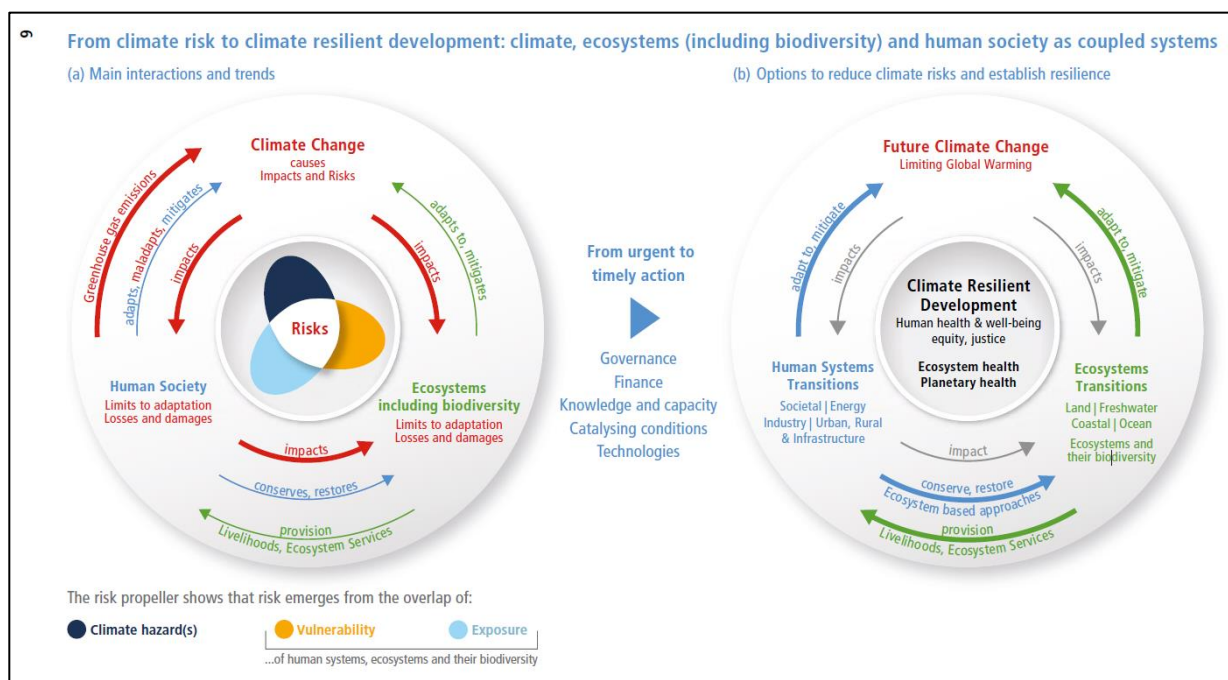 9
From climate risk to climate resilient development: climate, ecosystems (including biodiversity) and human society as coupled systems
(a) Main interactions and trends
Climate Change
causes
Impacts and Risks
Greenhouse gas emissions
adapts, maladapts, mitigates
impacts
impacts
adapts to, mitigates
Risks
Human Society
Limits to adaptation
Losses and damages
Ecosystems
including biodiversity
Limits to adaptation
Losses and damages
impacts
conserves, restores
provision
Livelihoods, Ecosystem Services
From urgent to
timely action
Governance
Finance
Knowledge and capacity
Catalysing conditions
Technologies
(b) Options to reduce climate risks and establish resilience
Future Climate Change
Limiting Global Warming
adapt to, mitigate
impacts
impacts
adapt to, mitigate
Climate Resilient
Development
Human health & well-being
equity, justice
Ecosystem health
Planetary health
Human Systems
Transitions
Societal | Energy
Industry | Urban, Rural
& Infrastructure
Ecosystems
Transitions
Land | Freshwater
Coastal | Ocean
Ecosystems and
their biodiversity
impact
conserve, restore
Ecosystem based approaches
provision
Livelihoods, Ecosystem Services
The risk propeller shows that risk emerges from the overlap of:
Climate hazard(s) Vulnerability Exposure
...of human systems, ecosystems and their biodiversity